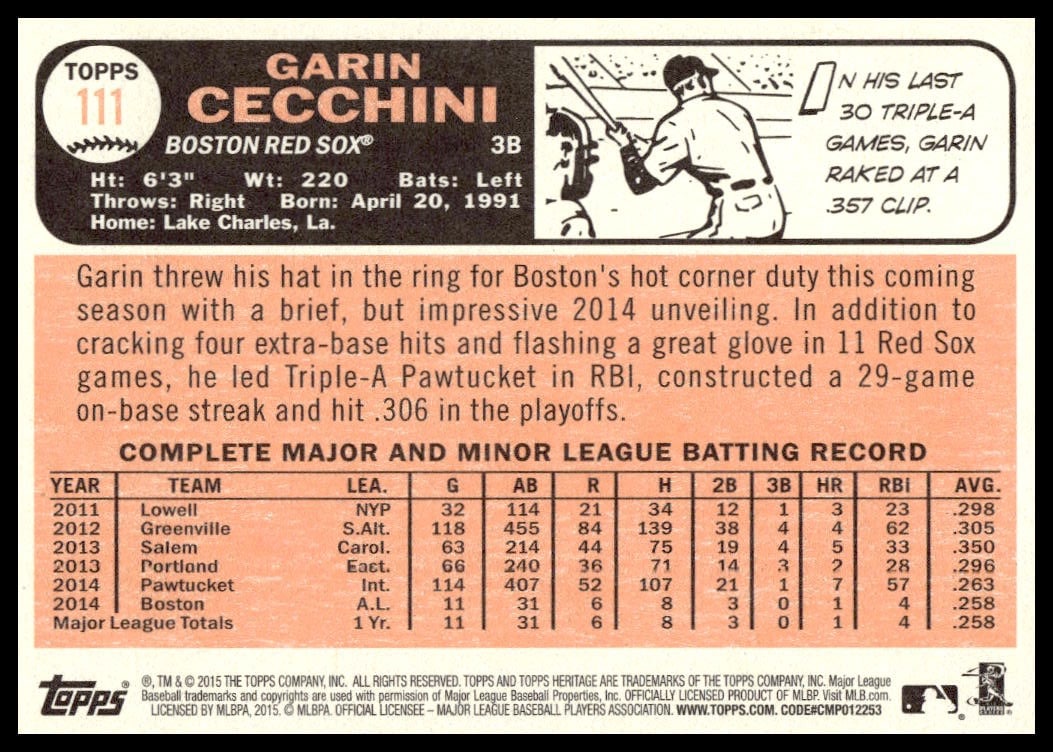 TOPPS
111
GARIN
CECCHINI
BOSTON RED SOX® 3B
Ht: 6'3" Wt: 220 Bats: Left
Throws: Right Born: April 20, 1991
Home: Lake Charles, La.
IN HIS LAST
30 TRIPLE-A
GAMES, GARIN
RAKED AT A
.357 CLIP.
Garin threw his hat in the ring for Boston's hot corner duty this coming
season with a brief, but impressive 2014 unveiling. In addition to
cracking four extra-base hits and flashing a great glove in 11 Red Sox
games, he led Triple-A Pawtucket in RBI, constructed a 29-game
on-base streak and hit .306 in the playoffs.
COMPLETE MAJOR AND MINOR LEAGUE BATTING RECORD
YEAR TEAM LEA. G AB R H 2B 3B HR RBI AVG.
2011 Lowell NYP 32 114 21 34 12 1 3 23 .298
2012 Greenville S.Alt. 118 455 84 139 38 4 4 62 .305
2013 Salem Carol. 63 214 44 75 19 4 5 33 .350
2013 Portland East. 66 240 36 71 14 3 2 28 .296
2014 Pawtucket Int. 114 407 52 107 21 1 7 57 .263
2014 Boston A.L. 11 31 6 8 3 0 1 4 .258
Major League Totals 1 Yr. 11 31 6 8 3 0 1 4 .258
TOPPS®
®, TM & © 2015 THE TOPPS COMPANY, INC. ALL RIGHTS RESERVED. TOPPS AND TOPPS HERITAGE ARE TRADEMARKS OF THE TOPPS COMPANY, INC. Major League
Baseball trademarks and copyrights are used with permission of Major League Baseball Properties, Inc. OFFICIALLY LICENSED PRODUCT OF MLBP. Visit MLB.com.
LICENSED BY MLBPA, 2015. © MLBPA. OFFICIAL LICENSEE – MAJOR LEAGUE BASEBALL PLAYERS ASSOCIATION. WWW.TOPPS.COM. CODE#CMP012253